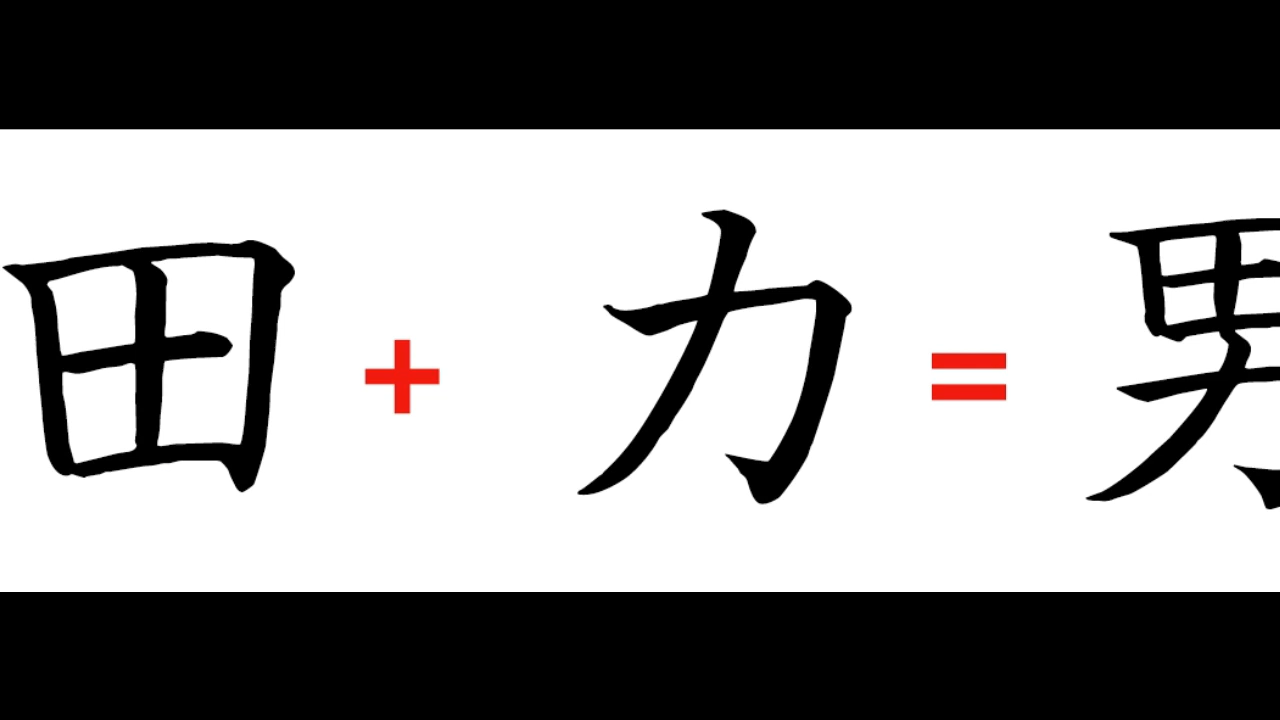 田 + 力 = 男